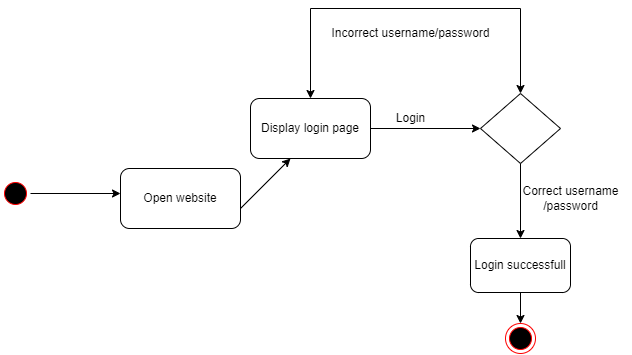 Incorrect username/password
Display login page
Login
Open website
Correct username
/password
Login successfull